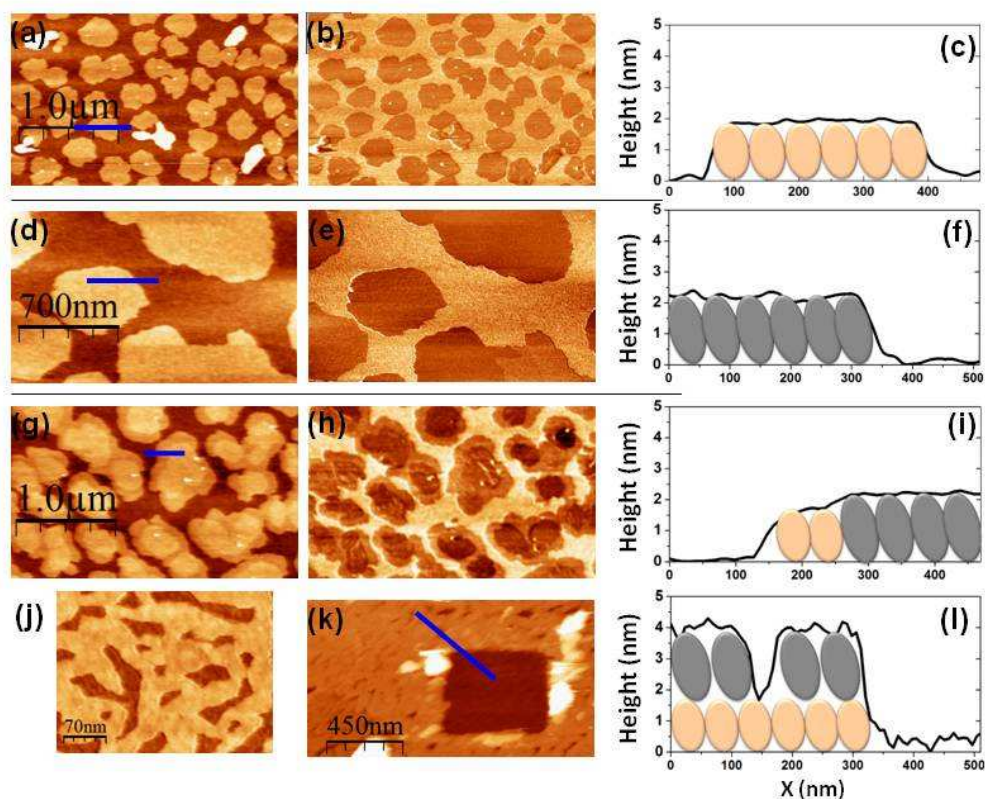 (a)
1.0µm
(b)
(c)
Height (nm)
5
4
3
2
1
0
100 200 300 400
(d)
700nm
(e)
(f)
Height (nm)
5
4
3
2
1
0
0 100 200 300 400 500
(g)
1.0µm
(h)
(i)
Height (nm)
5
4
3
2
1
0
0 100 200 300 400
(j)
70nm
(k)
450nm
(l)
Height (nm)
5
4
3
2
1
0
0 100 200 300 400 500
X (nm)